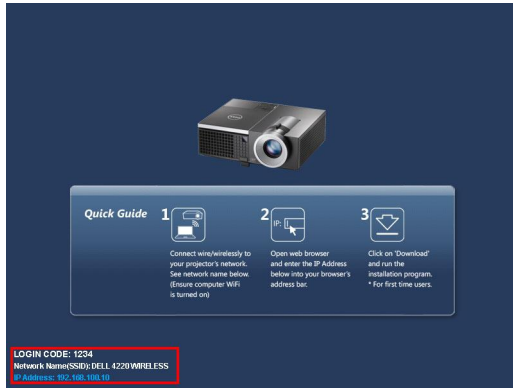 DELL
Quick Guide
1
Connect wire/wirelessly to
your projector's network.
See network name below.
(Ensure computer WiFi
is turned on)
2
IP:
Open web browser
and enter the IP Address
below into your browser's
address bar.
3
Click on 'Download'
and run the
installation program.
* For first time users.
LOGIN CODE: 1234
Network Name(SSID): DELL 4220 WIRELESS
IP Address: 192.168.100.10